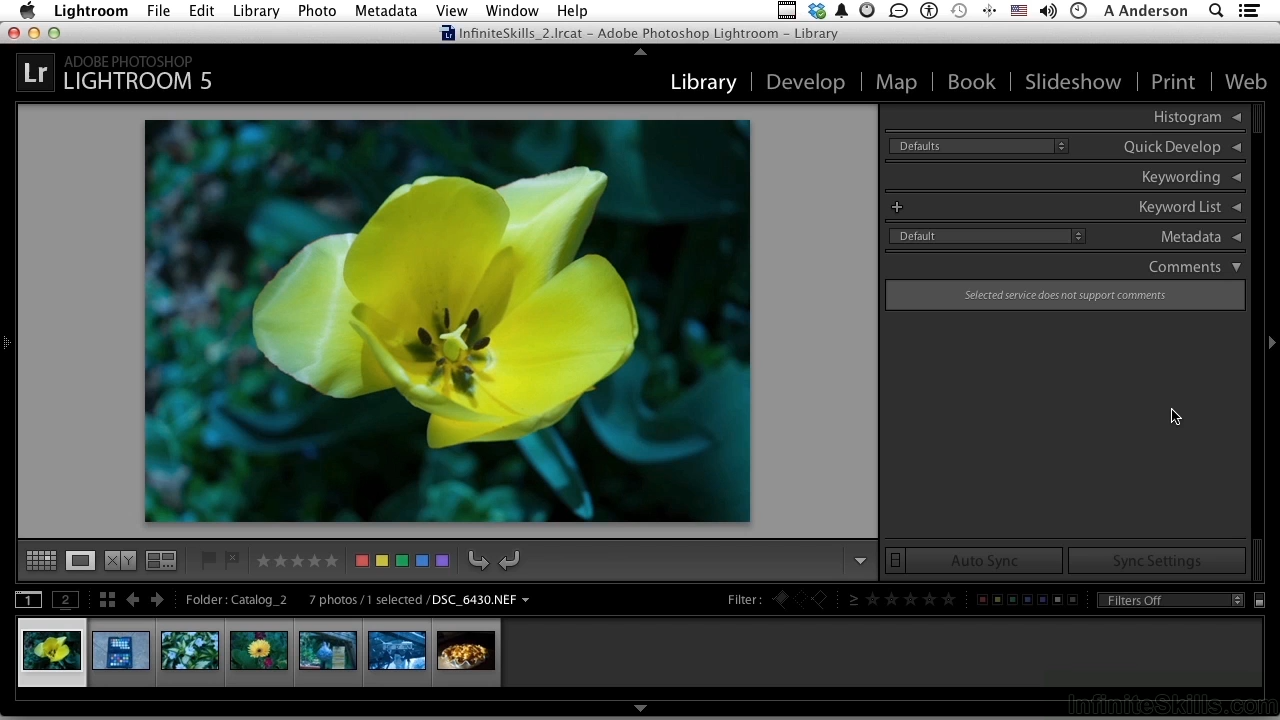 Lightroom File Edit Library Photo Metadata View Window Help A Anderson
Lr InfiniteSkills_2.lrcat – Adobe Photoshop Lightroom – Library
Lr ADOBE PHOTOSHOP
LIGHTROOM 5
Library | Develop | Map | Book | Slideshow | Print | Web
Histogram
Defaults Quick Develop
Keywording
Keyword List
Default Metadata
Comments
Selected service does not support comments
X Y
Auto Sync Sync Settings
1 2 Folder : Catalog_2 7 photos / 1 selected / DSC_6430.NEF Filter : ≥ Filters Off
InfiniteSkills.com